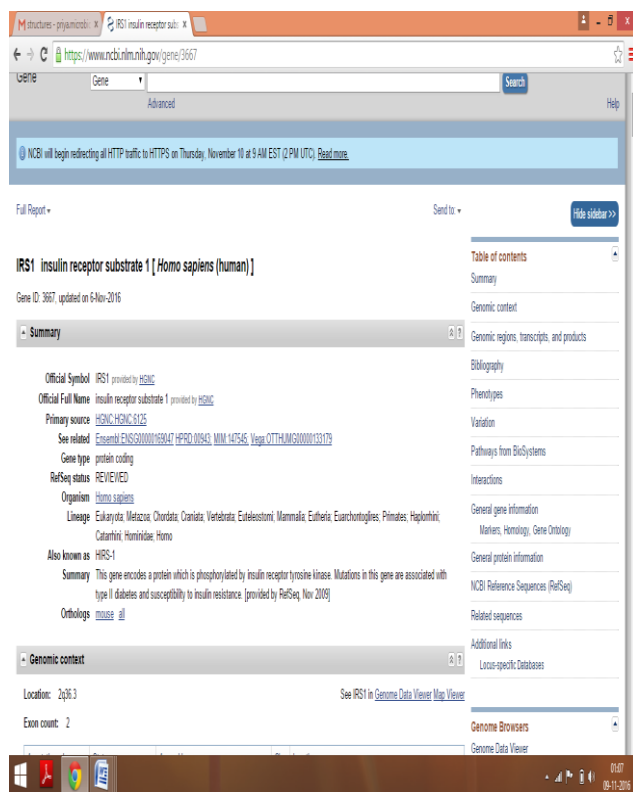 structures - priya.microbi
IRS1 insulin receptor subs
https://www.ncbi.nlm.nih.gov/gene/3667
Gene
Gene
Search
Advanced
Help
NCBI will begin redirecting all HTTP traffic to HTTPS on Thursday, November 10 at 9 AM EST (2 PM UTC). Read more.
Full Report
Send to:
Hide sidebar >>
IRS1 insulin receptor substrate 1 [ Homo sapiens (human) ]
Gene ID: 3667, updated on 6-Nov-2016
Summary
Official Symbol IRS1 provided by HGNC
Official Full Name insulin receptor substrate 1 provided by HGNC
Primary source HGNC:HGNC:6125
See related Ensembl:ENSG00000169047 HPRD:00943; MIM:147545; Vega:OTTHUMG00000133179
Gene type protein coding
RefSeq status REVIEWED
Organism Homo sapiens
Lineage Eukaryota; Metazoa; Chordata; Craniata; Vertebrata; Euteleostomi; Mammalia; Eutheria; Euarchontoglires; Primates; Haplorrhini;
Catarrhini; Hominidae; Homo
Also known as HIRS-1
Summary This gene encodes a protein which is phosphorylated by insulin receptor tyrosine kinase. Mutations in this gene are associated with
type II diabetes and susceptibility to insulin resistance. [provided by RefSeq, Nov 2009]
Orthologs mouse all
Genomic context
Location: 2q36.3
See IRS1 in Genome Data Viewer Map Viewer
Exon count: 2
Table of contents
Summary
Genomic context
Genomic regions, transcripts, and products
Bibliography
Phenotypes
Variation
Pathways from BioSystems
Interactions
General gene information
Markers, Homology, Gene Ontology
General protein information
NCBI Reference Sequences (RefSeq)
Related sequences
Additional links
Locus-specific Databases
Genome Browsers
Genome Data Viewer
01:07
09-11-2016